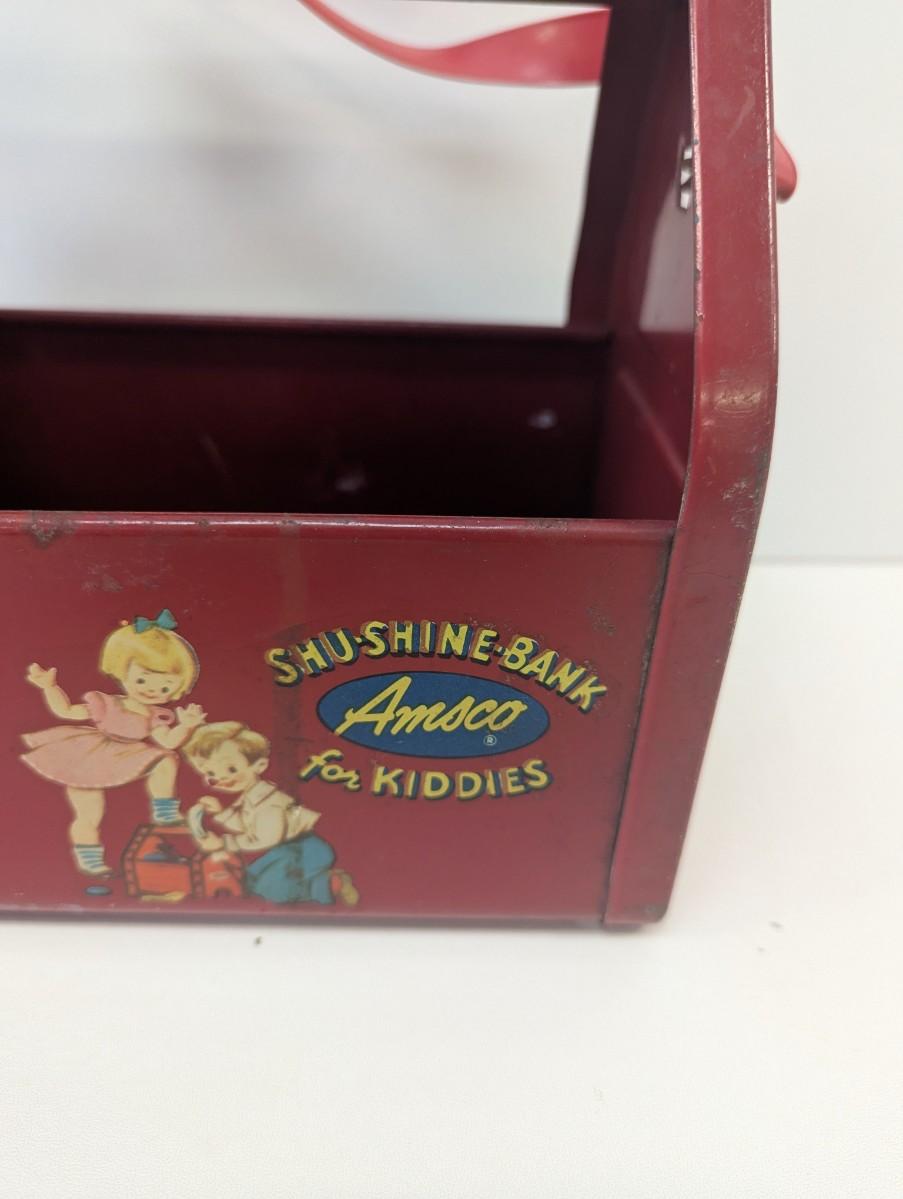 SHU-SHINE-BANK
Amsco
®
for KIDDIES